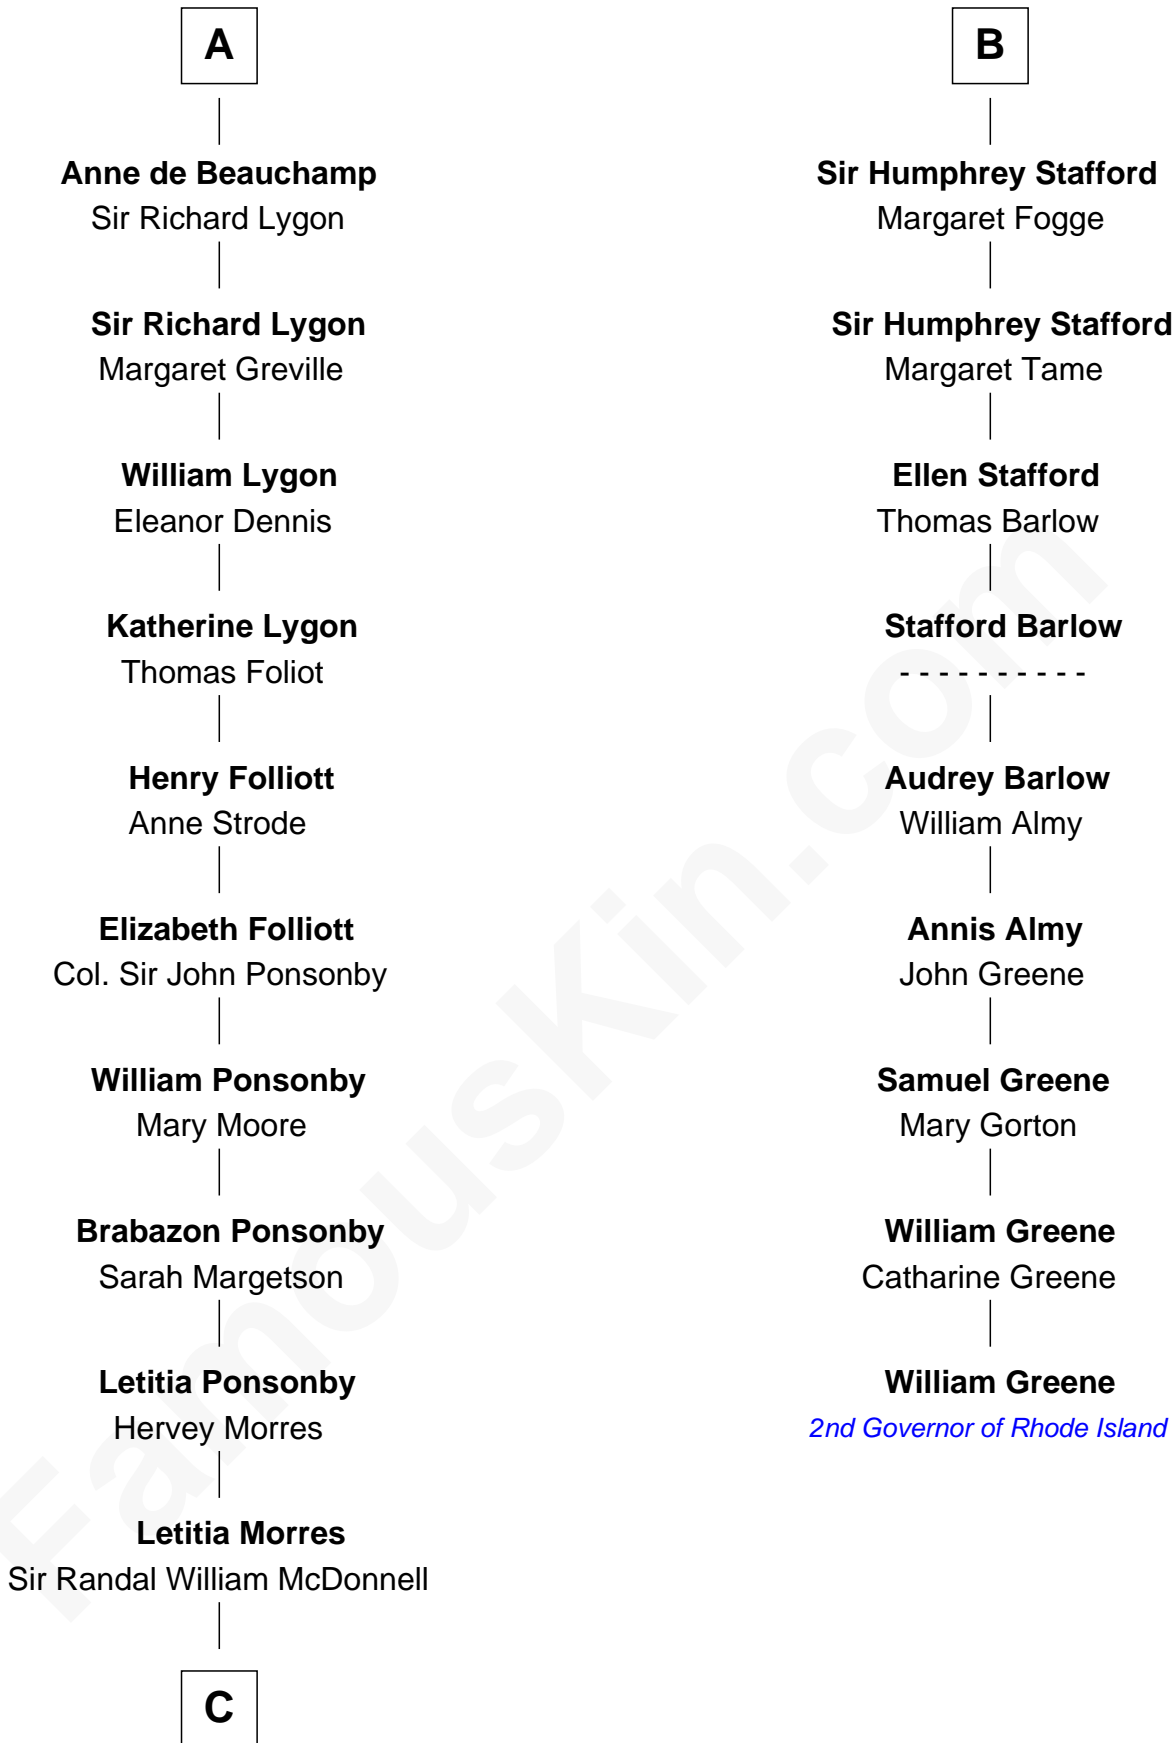 A
Anne de Beauchamp
Sir Richard Lygon
Sir Richard Lygon
Margaret Greville
William Lygon
Eleanor Dennis
Katherine Lygon
Thomas Foliot
Henry Folliott
Anne Strode
Elizabeth Folliott
Col. Sir John Ponsonby
William Ponsonby
Mary Moore
Brabazon Ponsonby
Sarah Margetson
Letitia Ponsonby
Hervey Morres
Letitia Morres
Sir Randal William McDonnell
C
B
Sir Humphrey Stafford
Margaret Fogge
Sir Humphrey Stafford
Margaret Tame
Ellen Stafford
Thomas Barlow
Stafford Barlow
- - - - - - - - - -
Audrey Barlow
William Almy
Annis Almy
John Greene
Samuel Greene
Mary Gorton
William Greene
Catharine Greene
William Greene
2nd Governor of Rhode Island
FamousKin.com